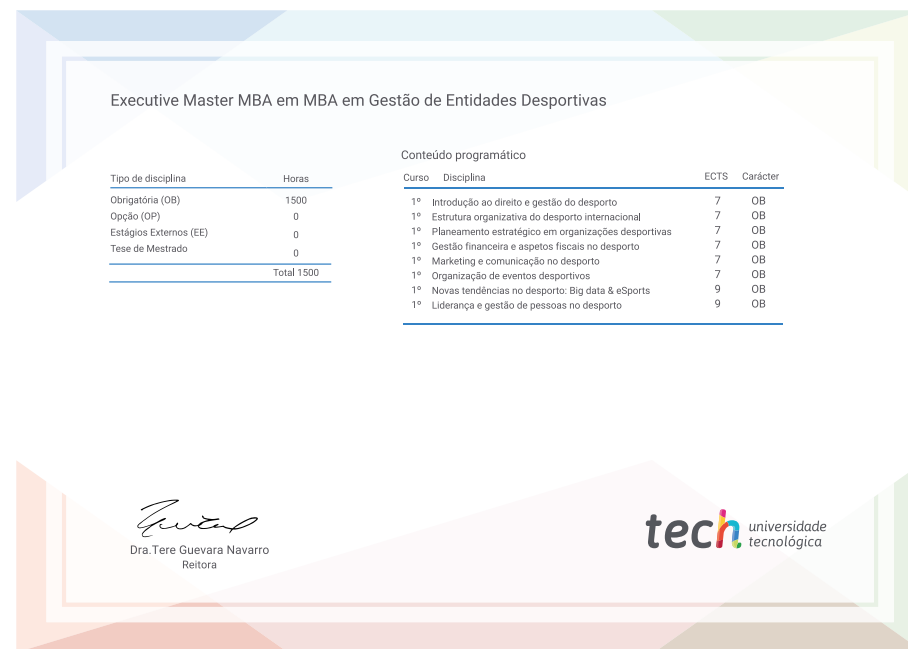 Executive Master MBA em MBA em Gestão de Entidades Desportivas
Tipo de disciplina Horas
Obrigatória (OB) 1500
Opção (OP) 0
Estágios Externos (EE) 0
Tese de Mestrado 0
Total 1500
Conteúdo programático
Curso Disciplina ECTS Carácter
1º Introdução ao direito e gestão do desporto 7 OB
1º Estrutura organizativa do desporto internacional 7 OB
1º Planeamento estratégico em organizações desportivas 7 OB
1º Gestão financeira e aspetos fiscais no desporto 7 OB
1º Marketing e comunicação no desporto 7 OB
1º Organização de eventos desportivos 7 OB
1º Novas tendências no desporto: Big data & eSports 9 OB
1º Liderança e gestão de pessoas no desporto 9 OB
Dra.Tere Guevara Navarro
Reitora
tech universidade
tecnológica